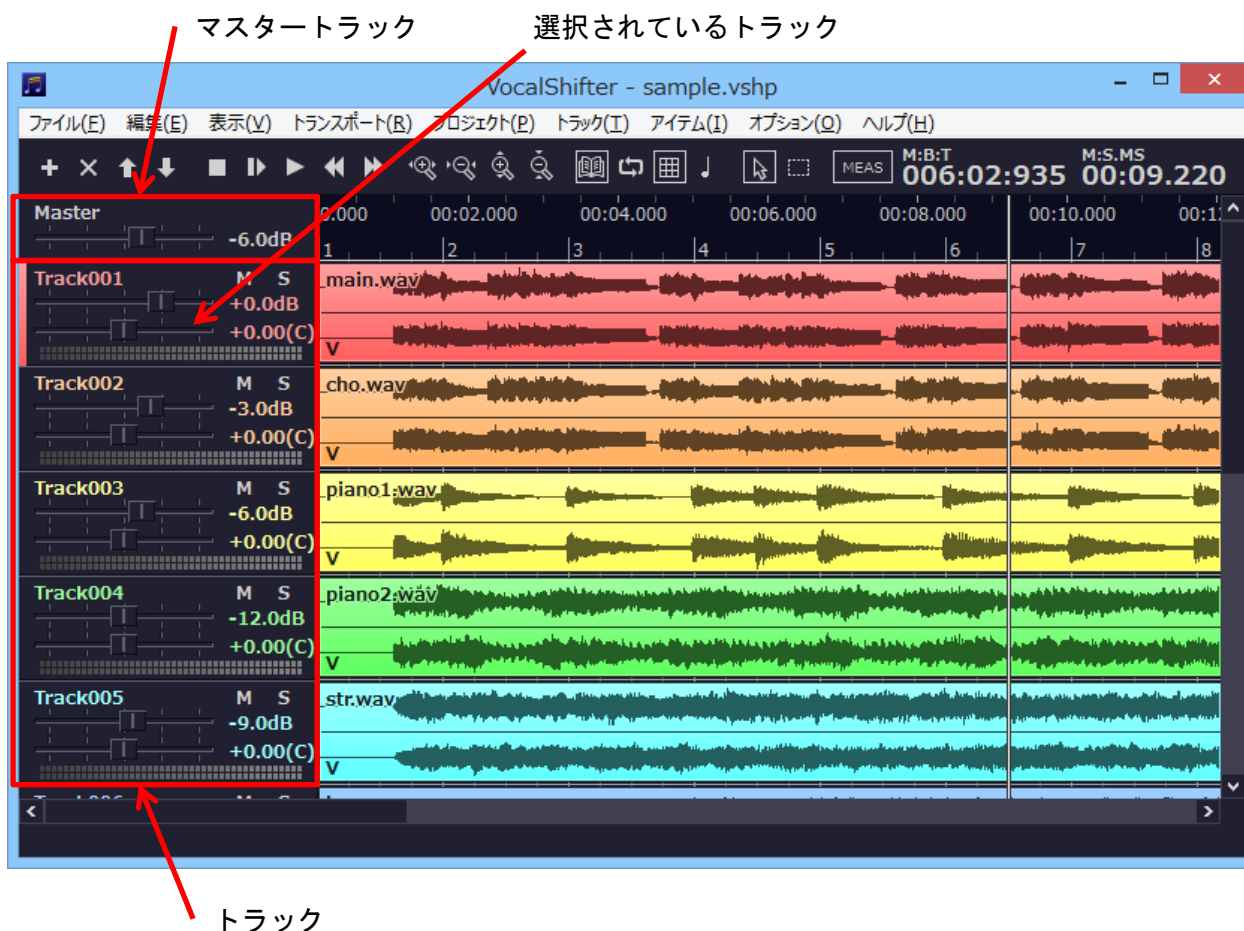 マスタートラック 選択されているトラック
VocalShifter - sample.vshp
ファイル(F) 編集(E) 表示(V) トランスポート(R) プロジェクト(P) トラック(T) アイテム(I) オプション(O) ヘルプ(H)
MEAS M:B:T 006:02:935 M:S.MS 00:09.220
Master 0.000 00:02.000 00:04.000 00:06.000 00:08.000 00:10.000
-6.0dB 1 2 3 4 5 6 7 8
Track001 M S _main.wav
+0.0dB
+0.00(C) V
Track002 M S _cho.wav
-3.0dB
+0.00(C) V
Track003 M S _piano1.wav
-6.0dB
+0.00(C) V
Track004 M S _piano2.wav
-12.0dB
+0.00(C) V
Track005 M S _str.wav
-9.0dB
+0.00(C) V
トラック